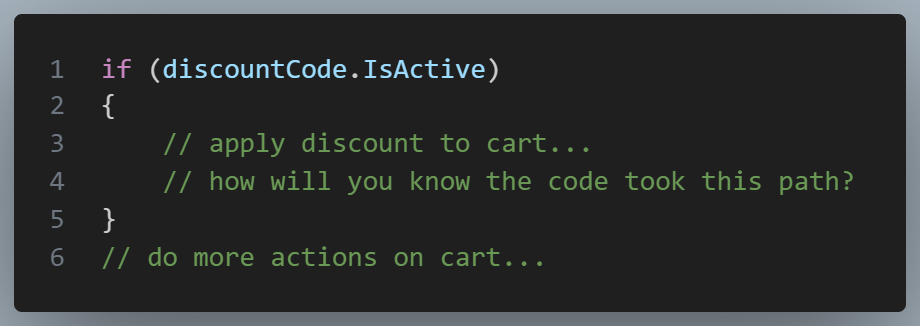 1 if (discountCode.IsActive)
2 {
3     // apply discount to cart...
4     // how will you know the code took this path?
5 }
6 // do more actions on cart...